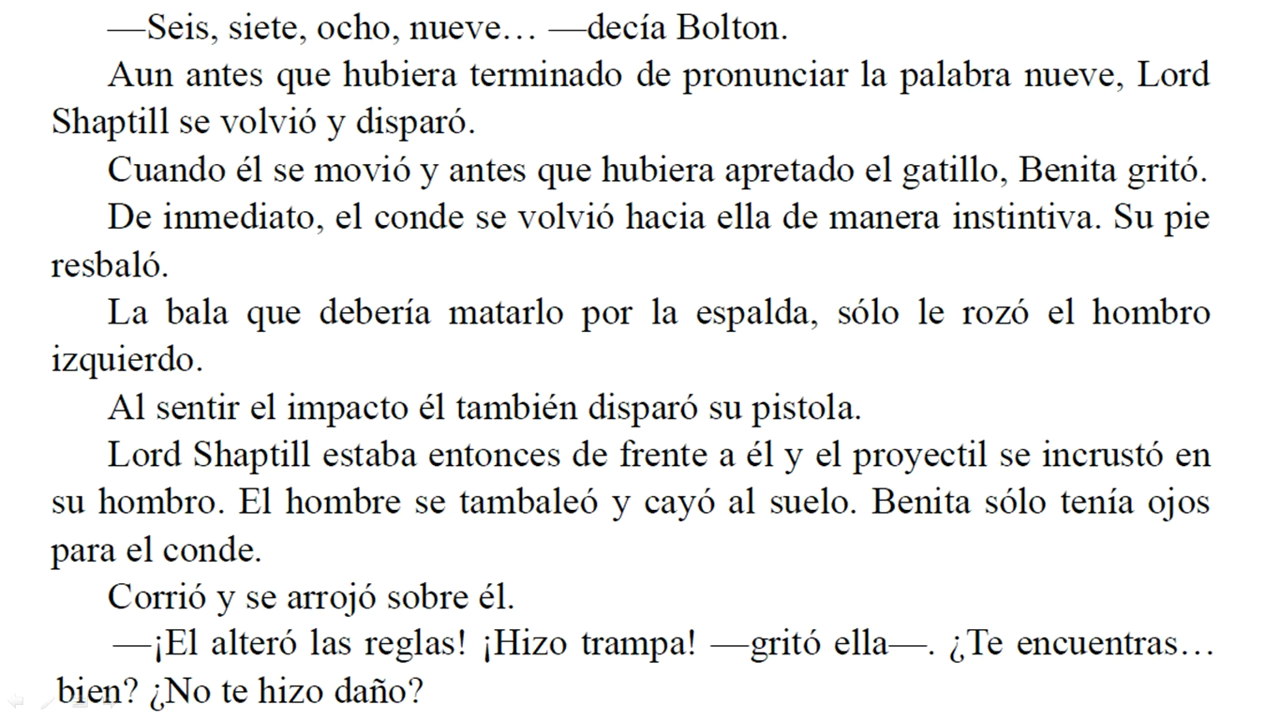 —Seis, siete, ocho, nueve… —decía Bolton.
Aun antes que hubiera terminado de pronunciar la palabra nueve, Lord
Shaptill se volvió y disparó.
Cuando él se movió y antes que hubiera apretado el gatillo, Benita gritó.
De inmediato, el conde se volvió hacia ella de manera instintiva. Su pie
resbaló.
La bala que debería matarlo por la espalda, sólo le rozó el hombro
izquierdo.
Al sentir el impacto él también disparó su pistola.
Lord Shaptill estaba entonces de frente a él y el proyectil se incrustó en
su hombro. El hombre se tambaleó y cayó al suelo. Benita sólo tenía ojos
para el conde.
Corrió y se arrojó sobre él.
—¡El alteró las reglas! ¡Hizo trampa! —gritó ella—. ¿Te encuentras…
bien? ¿No te hizo daño?